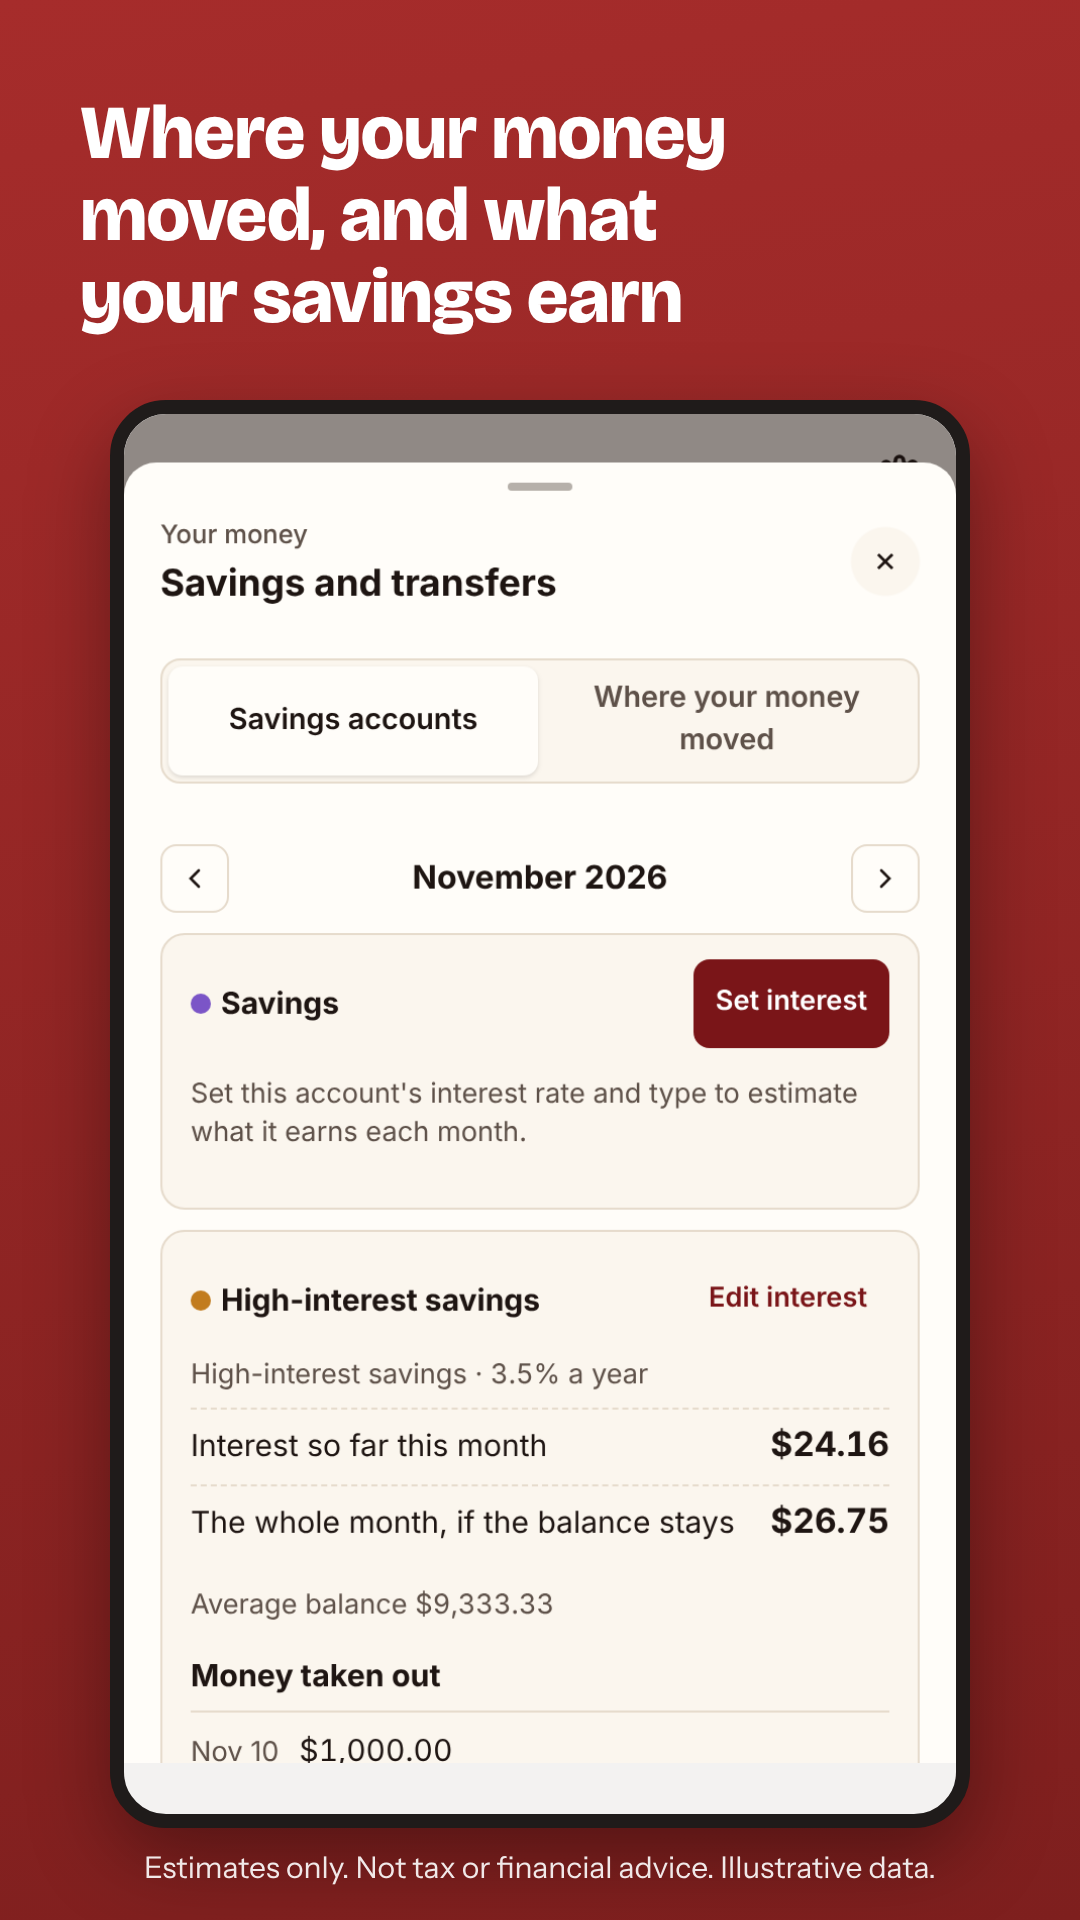 Where your money
moved, and what
your savings earn
Your money
Savings and transfers
Savings accounts
Where your money
moved
November 2026
Savings
Set interest
Set this account's interest rate and type to estimate
what it earns each month.
High-interest savings
Edit interest
High-interest savings · 3.5% a year
Interest so far this month $24.16
The whole month, if the balance stays $26.75
Average balance $9,333.33
Money taken out
Nov 10 $1,000.00
Estimates only. Not tax or financial advice. Illustrative data.